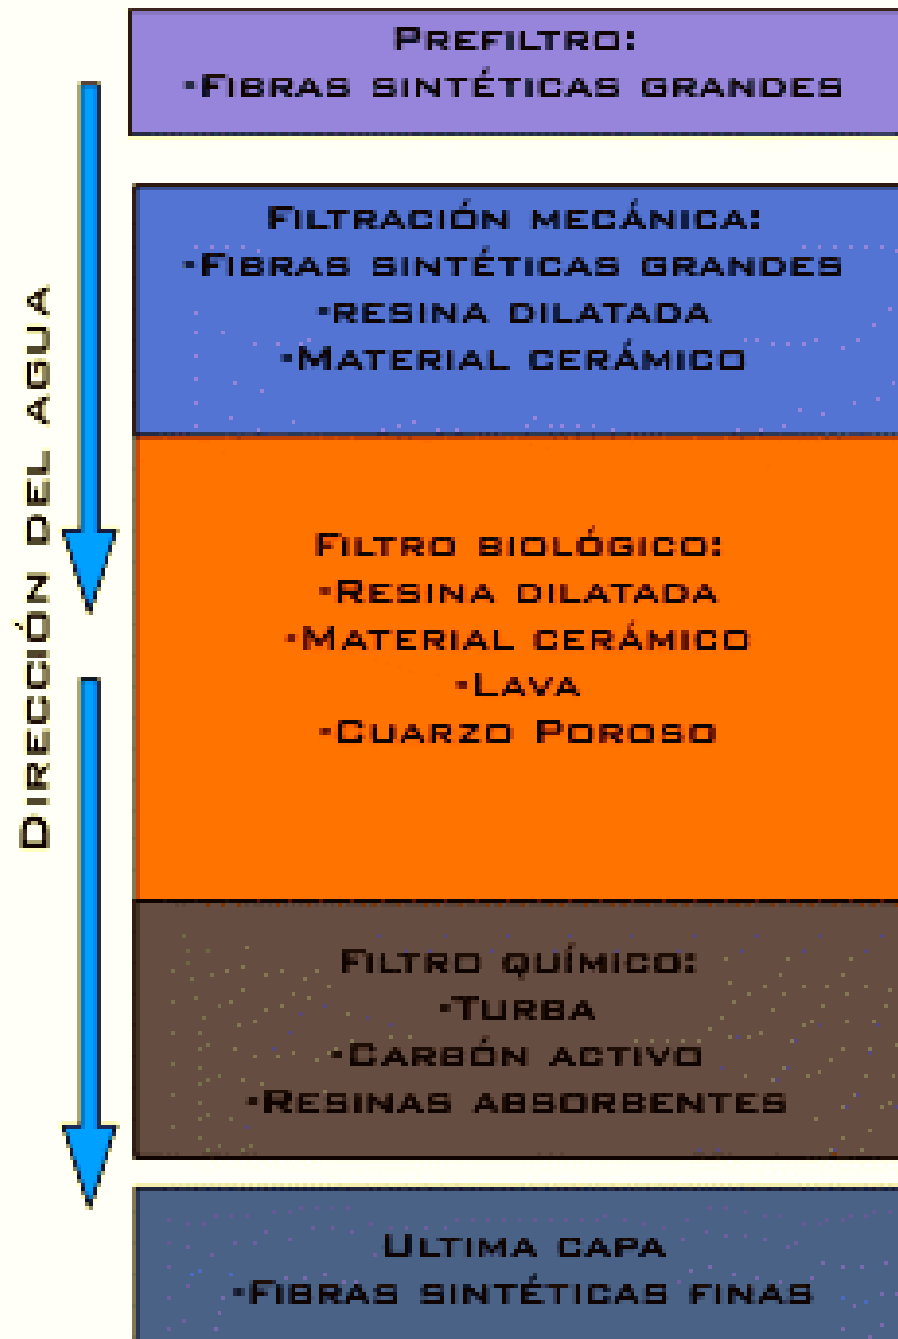 PREFILTRO:
-FIBRAS SINTÉTICAS GRANDES
FILTRACIÓN MECÁNICA:
-FIBRAS SINTÉTICAS GRANDES
-RESINA DILATADA
-MATERIAL CERÁMICO
DIRECCIÓN DEL AGUA
FILTRO BIOLÓGICO:
-RESINA DILATADA
-MATERIAL CERÁMICO
-LAVA
-CUARZO POROSO
FILTRO QUÍMICO:
-TURBA
-CARBÓN ACTIVO
-RESINAS ABSORBENTES
ULTIMA CAPA
-FIBRAS SINTÉTICAS FINAS